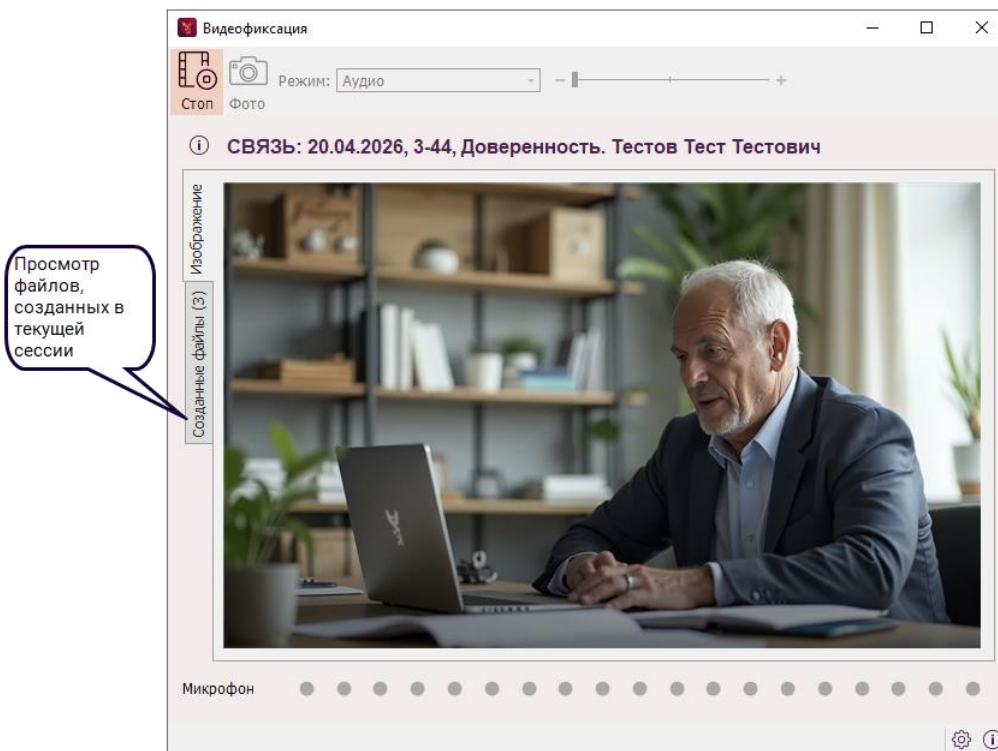 Видеофиксация
Стоп
Фото
Режим: Аудио
СВЯЗЬ: 20.04.2026, 3-44, Доверенность. Тестов Тест Тестович
Изображение
Созданные файлы (3)
Просмотр
файлов,
созданных в
текущей
сессии
Микрофон